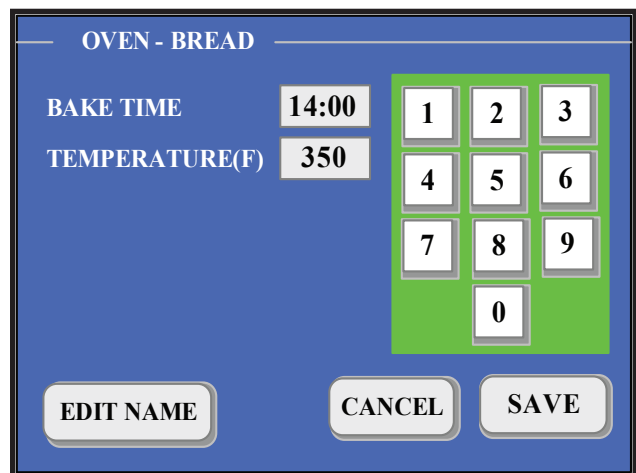 OVEN - BREAD
BAKE TIME 14:00
TEMPERATURE(F) 350
1 2 3
4 5 6
7 8 9
0
EDIT NAME CANCEL SAVE